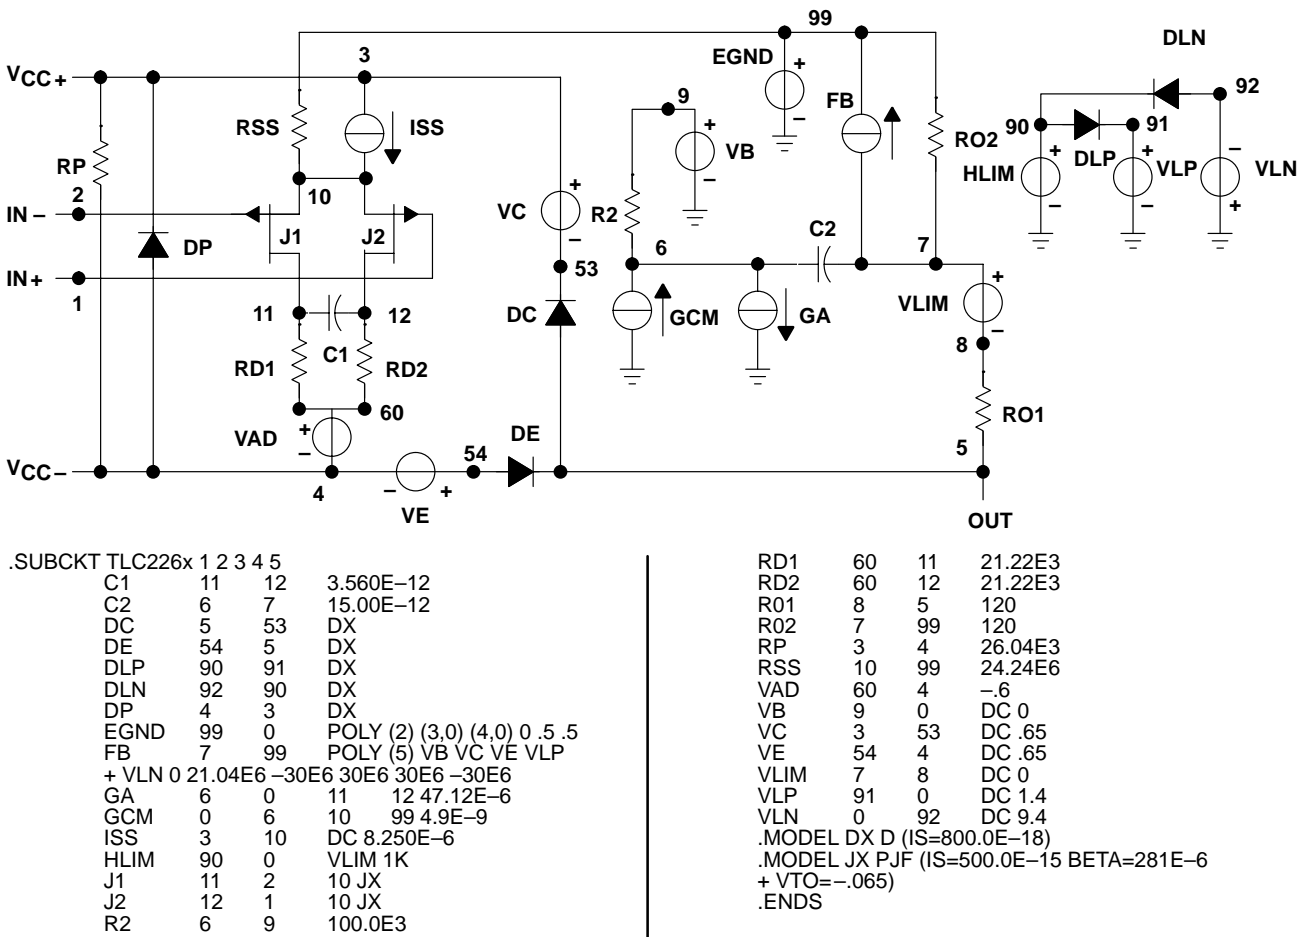 99
DLN
3
EGND
+
VCC+
9
92
FB
RSS
ISS
+
VB
–
RO2
90
91
–
RP
10
+
DLP
+
HLIM
VLP
VLN
2
–
–
+
IN –
VC
+
R2
C2
J1
J2
–
6
7
DP
IN+
53
+
1
GCM
GA
VLIM
11
12
DC
–
8
C1
RD1
RD2
60
RO1
+
VAD
–
DE
54
5
VCC–
4
–
+
VE
OUT
.SUBCKT TLC226x 1 2 3 4 5
C1 11 12 3.560E–12
C2 6 7 15.00E–12
DC 5 53 DX
DE 54 5 DX
DLP 90 91 DX
DLN 92 90 DX
DP 4 3 DX
EGND 99 0 POLY (2) (3,0) (4,0) 0 .5 .5
FB 7 99 POLY (5) VB VC VE VLP
+ VLN 0 21.04E6 –30E6 30E6 30E6 –30E6
GA 6 0 11 12 47.12E–6
GCM 0 6 10 99 4.9E–9
ISS 3 10 DC 8.250E–6
HLIM 90 0 VLIM 1K
J1 11 2 10 JX
J2 12 1 10 JX
R2 6 9 100.0E3
RD1 60 11 21.22E3
RD2 60 12 21.22E3
R01 8 5 120
R02 7 99 120
RP 3 4 26.04E3
RSS 10 99 24.24E6
VAD 60 4 –.6
VB 9 0 DC 0
VC 3 53 DC .65
VE 54 4 DC .65
VLIM 7 8 DC 0
VLP 91 0 DC 1.4
VLN 0 92 DC 9.4
.MODEL DX D (IS=800.0E–18)
.MODEL JX PJF (IS=500.0E–15 BETA=281E–6
+ VTO=–.065)
.ENDS